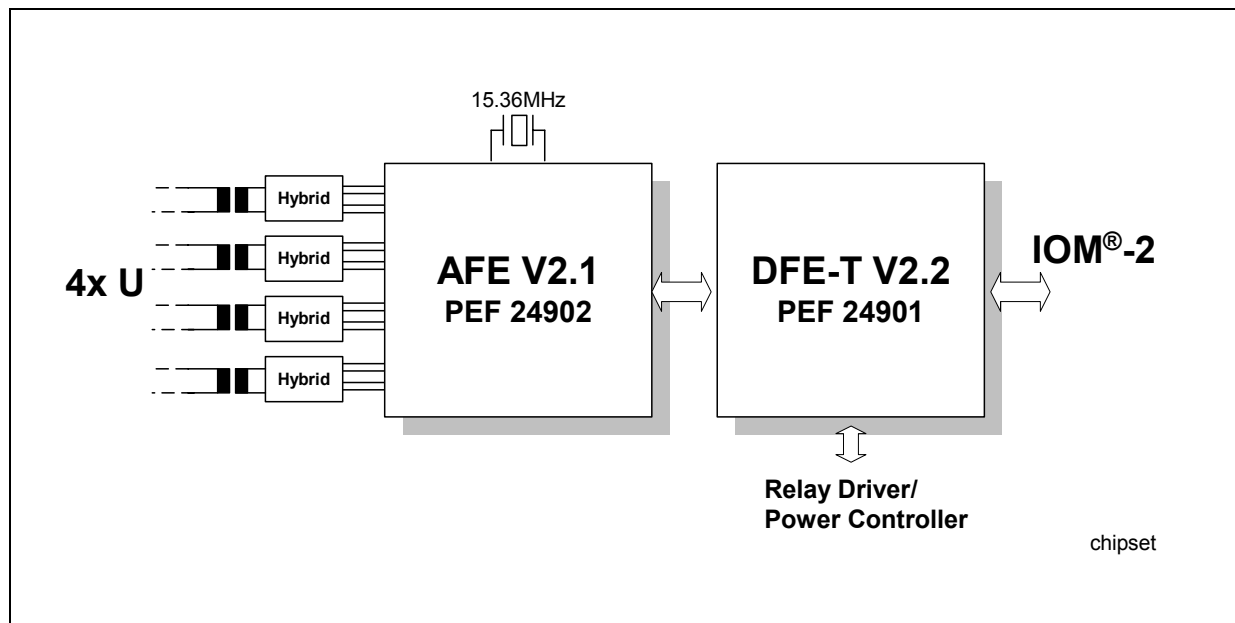 15.36MHz
Hybrid
Hybrid
Hybrid
Hybrid
4x U
AFE V2.1
PEF 24902
DFE-T V2.2
PEF 24901
IOM®-2
Relay Driver/
Power Controller
chipset